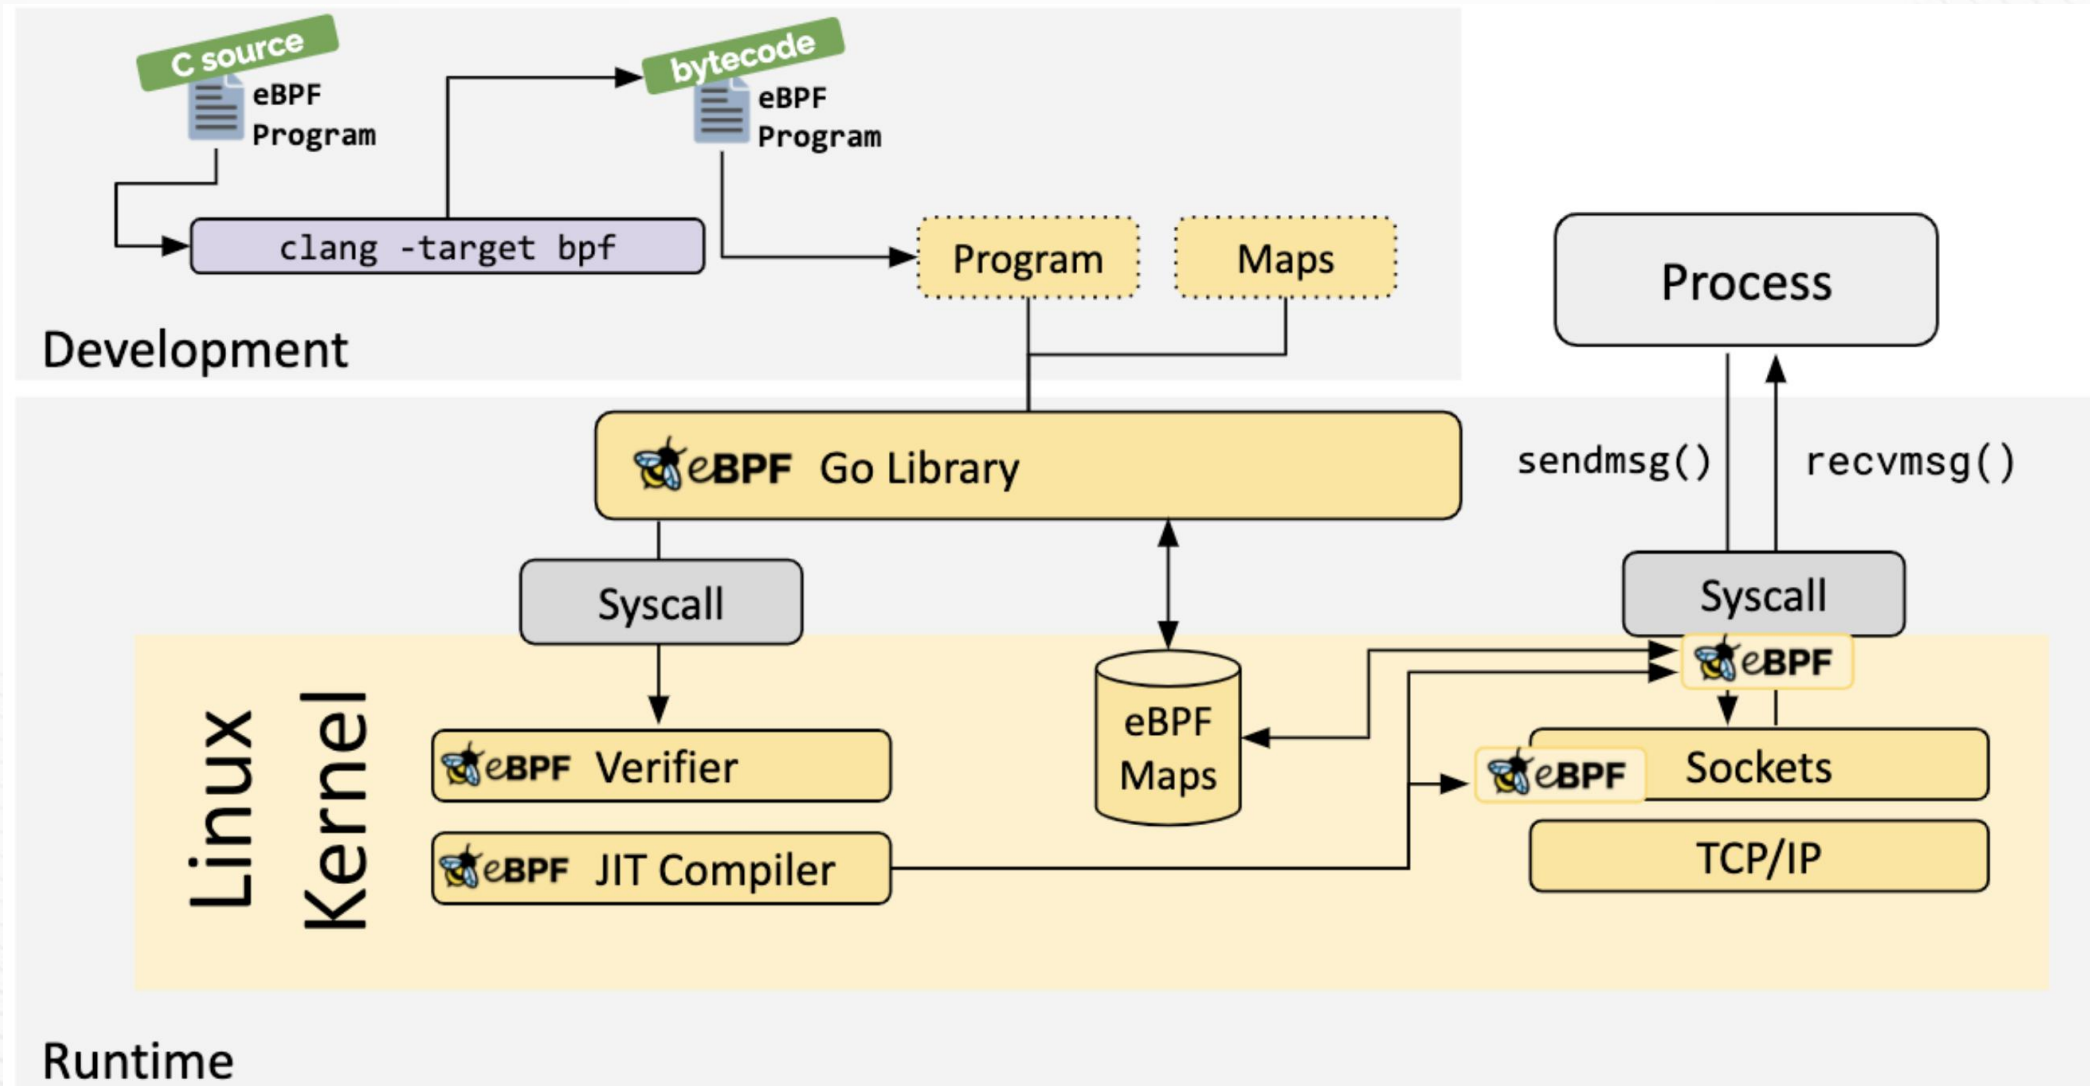 C source
eBPF
Program
bytecode
eBPF
Program
clang -target bpf
Program
Maps
Process
Development
eBPF Go Library
sendmsg()
recvmsg()
Syscall
Syscall
eBPF
Linux
Kernel
eBPF Verifier
eBPF
Maps
eBPF
Sockets
eBPF JIT Compiler
TCP/IP
Runtime